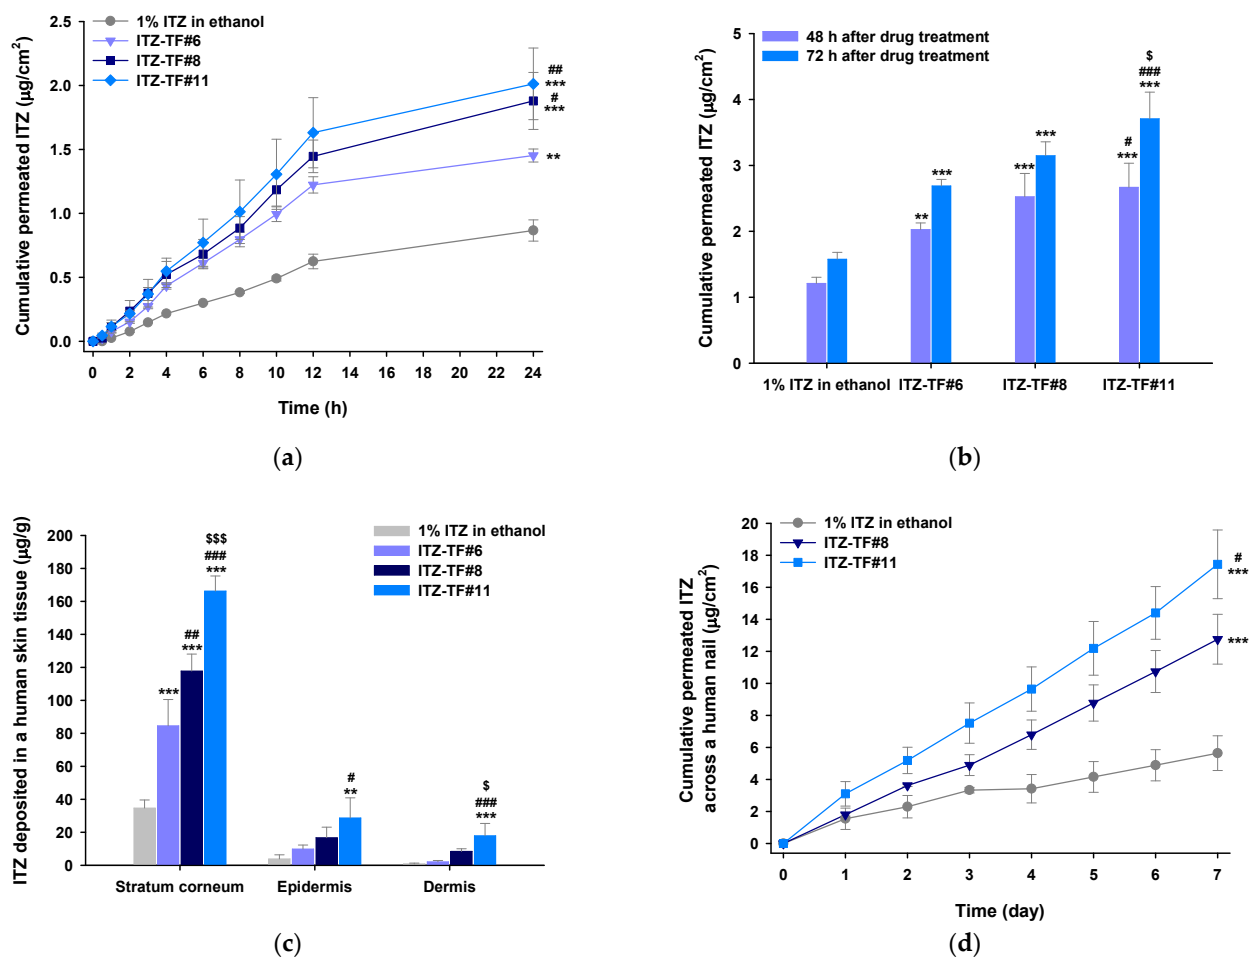 1% ITZ in ethanol
ITZ-TF#6
ITZ-TF#8
ITZ-TF#11
Cumulative permeated ITZ (μg/cm²)
2.5
2.0
1.5
1.0
0.5
0.0
##
***
#
***
**
0 2 4 6 8 10 12 14 16 18 20 22 24
Time (h)
(a)
48 h after drug treatment
72 h after drug treatment
Cumulative permeated ITZ (μg/cm²)
5
4
3
2
1
0
**
***
***
***
#
***
$
###
***
1% ITZ in ethanol ITZ-TF#6 ITZ-TF#8 ITZ-TF#11
(b)
1% ITZ in ethanol
ITZ-TF#6
ITZ-TF#8
ITZ-TF#11
ITZ deposited in a human skin tissue (μg/g)
200
180
160
140
120
100
80
60
40
20
0
***
##
***
$$$
###
***
#
**
$
###
***
Stratum corneum Epidermis Dermis
(c)
1% ITZ in ethanol
ITZ-TF#8
ITZ-TF#11
Cumulative permeated ITZ
across a human nail (μg/cm²)
20
18
16
14
12
10
8
6
4
2
0
#
***
***
0 1 2 3 4 5 6 7
Time (day)
(d)